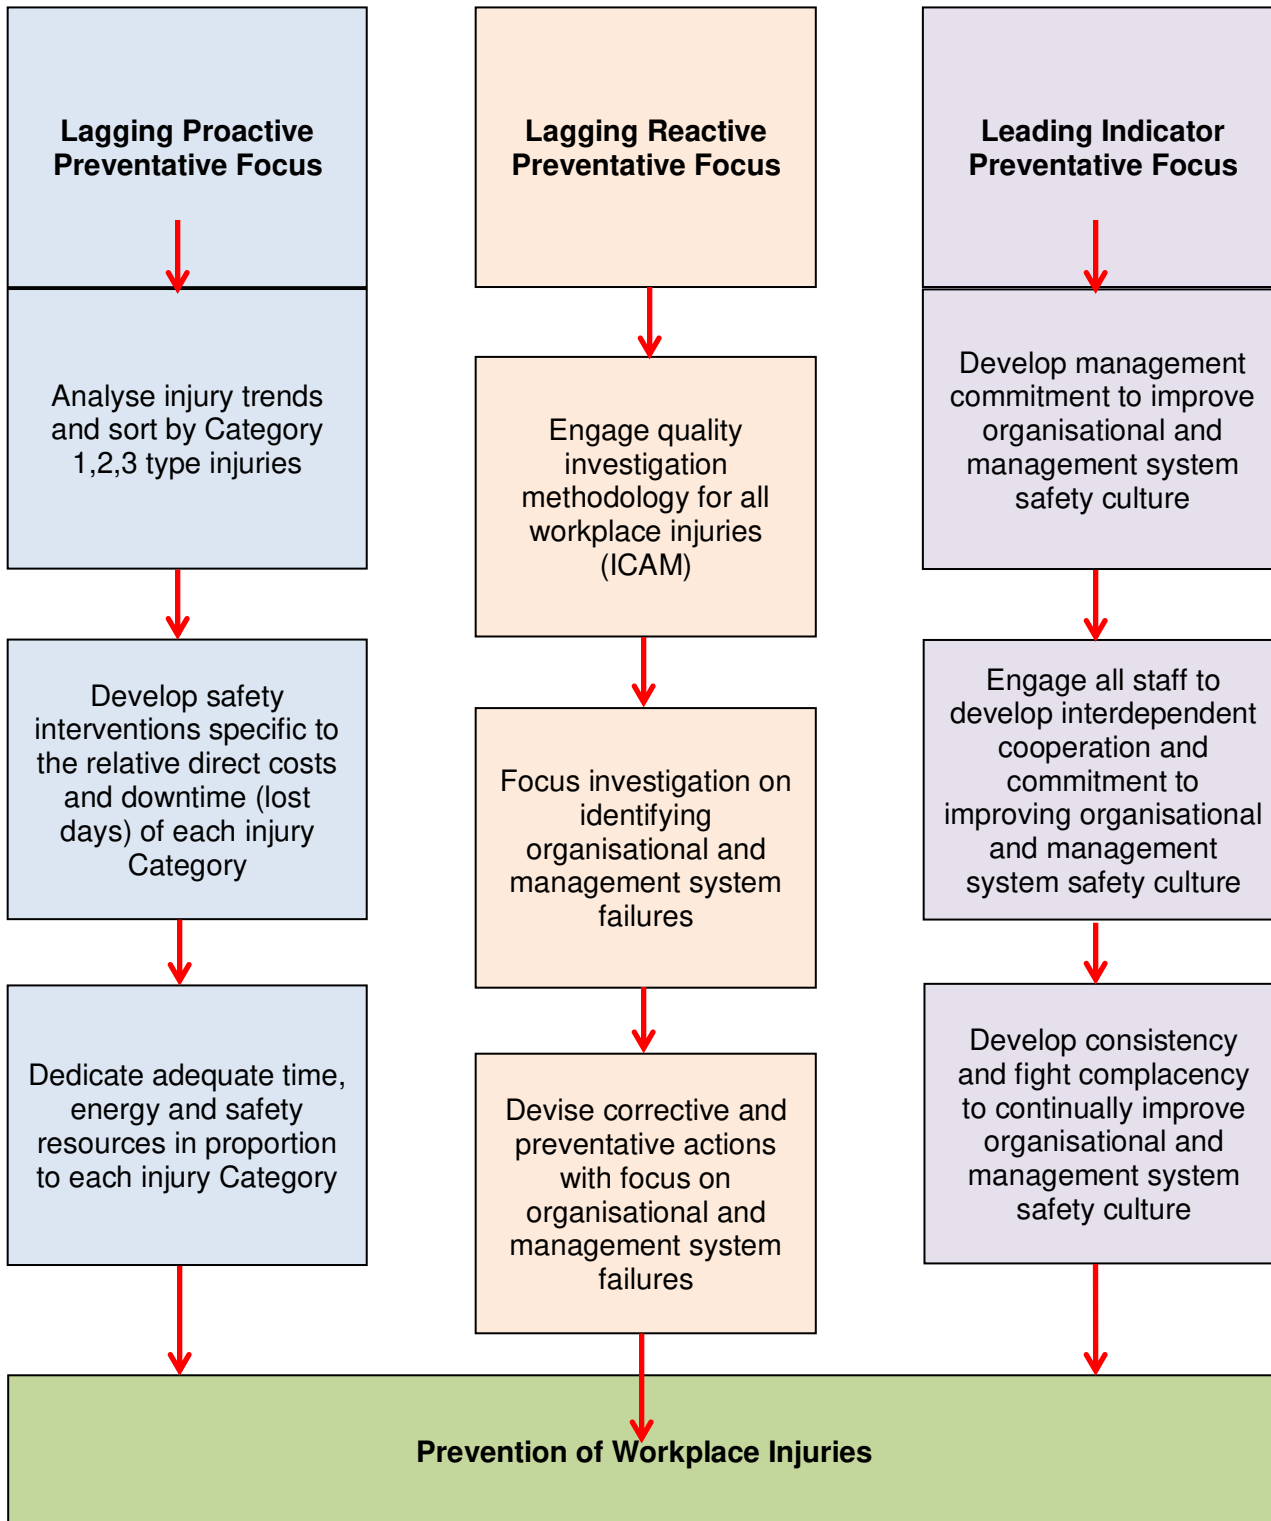 Lagging Proactive
Preventative Focus
Analyse injury trends
and sort by Category
1,2,3 type injuries
Develop safety
interventions specific to
the relative direct costs
and downtime (lost
days) of each injury
Category
Dedicate adequate time,
energy and safety
resources in proportion
to each injury Category
Lagging Reactive
Preventative Focus
Engage quality
investigation
methodology for all
workplace injuries
(ICAM)
Focus investigation on
identifying
organisational and
management system
failures
Devise corrective and
preventative actions
with focus on
organisational and
management system
failures
Leading Indicator
Preventative Focus
Develop management
commitment to improve
organisational and
management system
safety culture
Engage all staff to
develop interdependent
cooperation and
commitment to
improving organisational
and management
system safety culture
Develop consistency
and fight complacency
to continually improve
organisational and
management system
safety culture
Prevention of Workplace Injuries